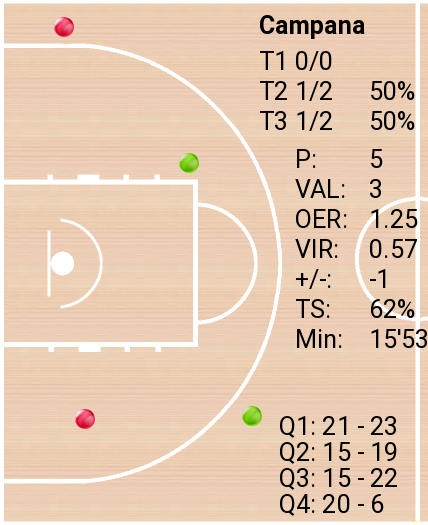 Campana
T1 0/0
T2 1/2 50%
T3 1/2 50%
P: 5
VAL: 3
OER: 1.25
VIR: 0.57
+/-: -1
TS: 62%
Min: 15'53
Q1: 21 - 23
Q2: 15 - 19
Q3: 15 - 22
Q4: 20 - 6